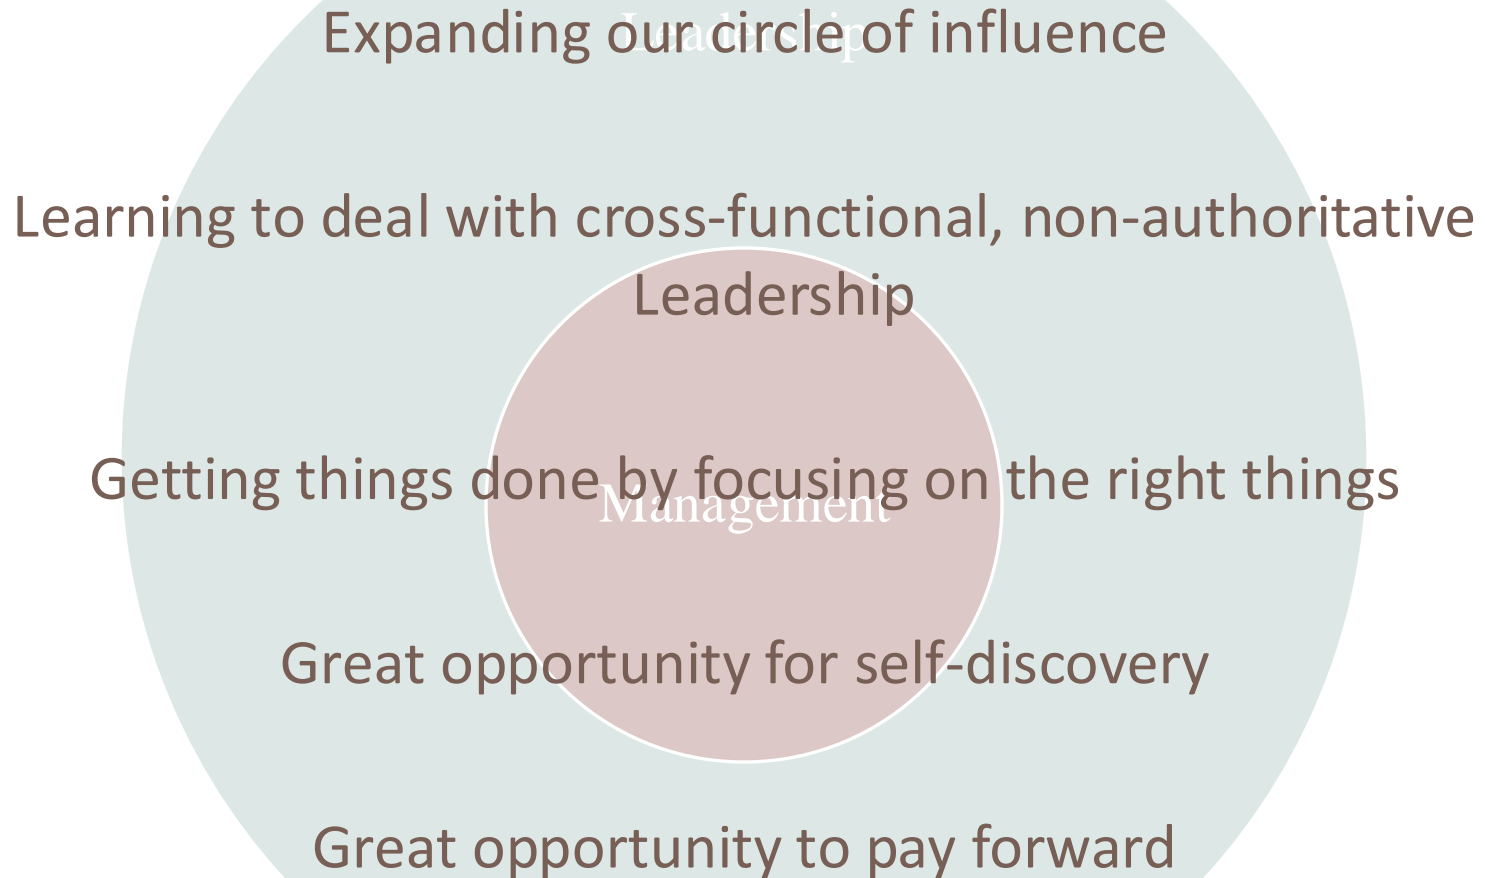 Leadership
Expanding our circle of influence
Learning to deal with cross-functional, non-authoritative
Leadership
Getting things done by focusing on the right things
Management
Great opportunity for self-discovery
Great opportunity to pay forward